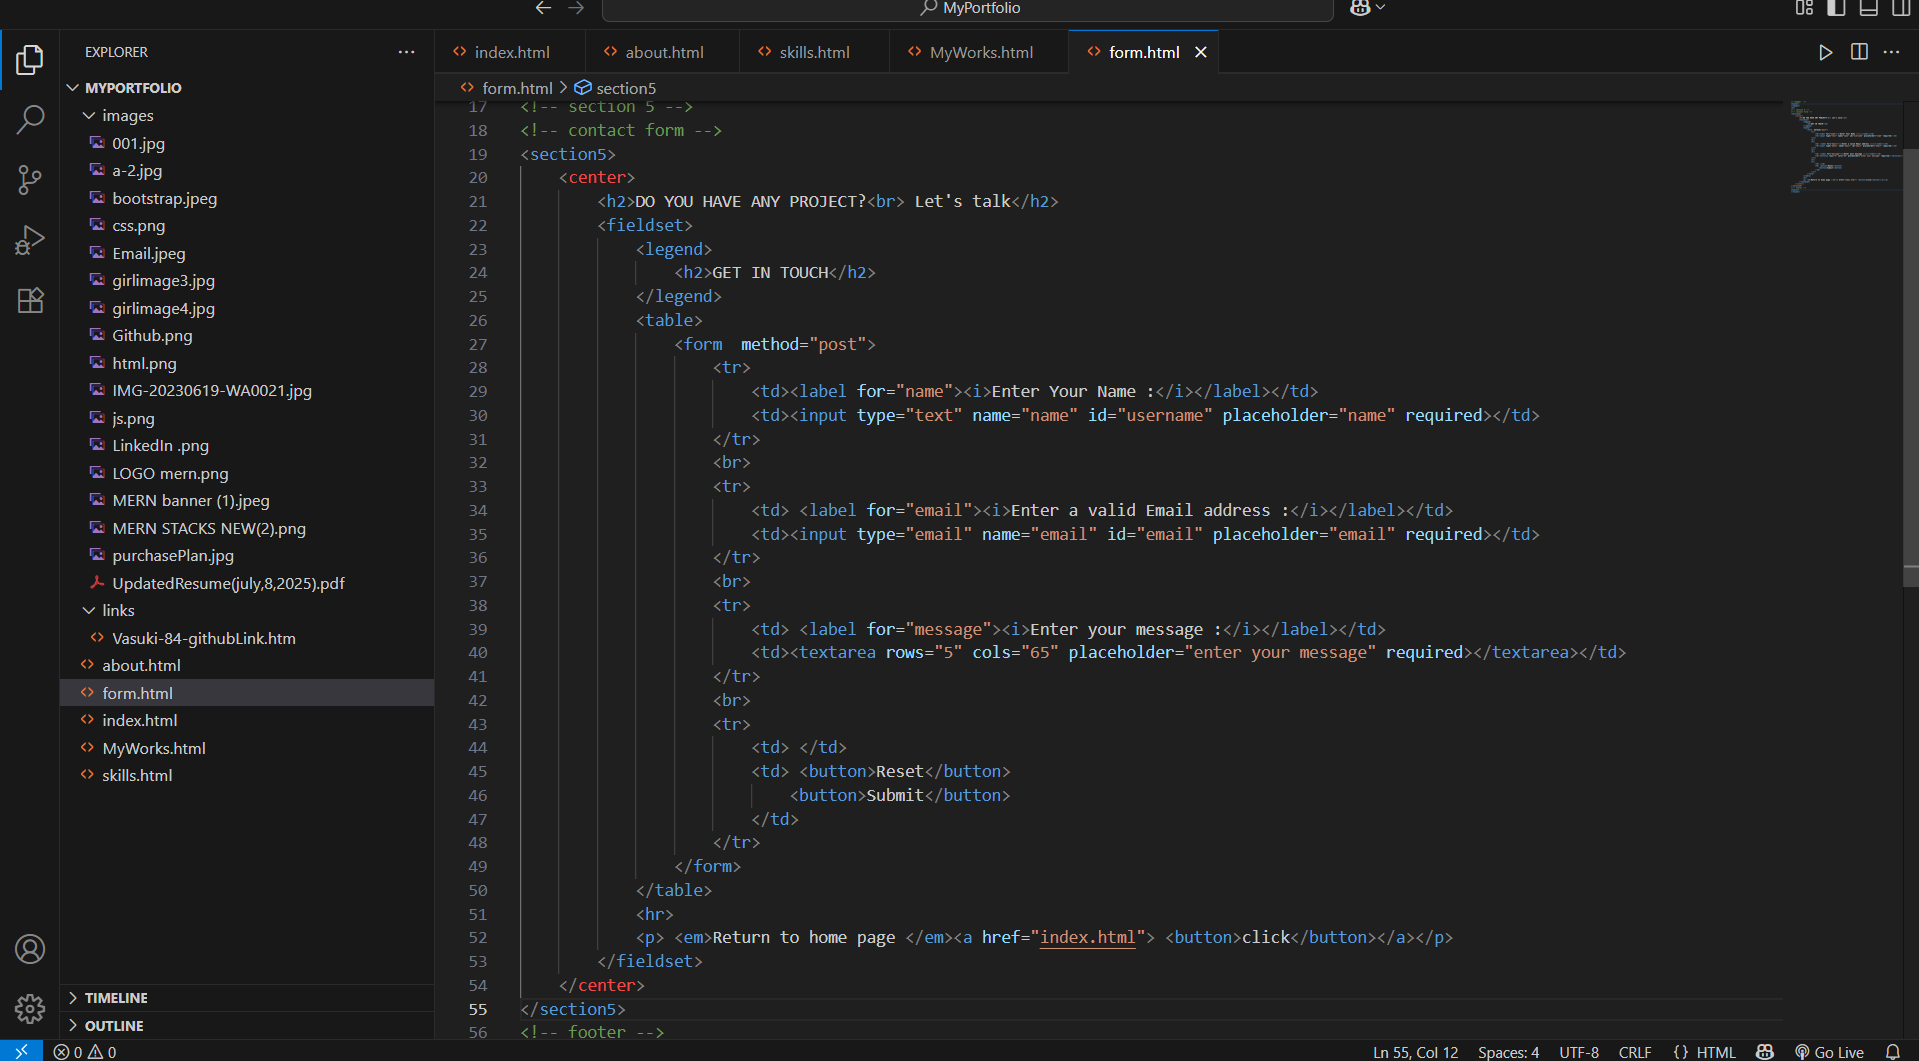 MyPortfolio
EXPLORER
index.html
about.html
skills.html
MyWorks.html
form.html
form.html > section5
MYPORTFOLIO
images
001.jpg
a-2.jpg
bootstrap.jpeg
css.png
Email.jpeg
girlimage3.jpg
girlimage4.jpg
Github.png
html.png
IMG-20230619-WA0021.jpg
js.png
LinkedIn .png
LOGO mern.png
MERN banner (1).jpeg
MERN STACKS NEW(2).png
purchasePlan.jpg
UpdatedResume(july,8,2025).pdf
links
Vasuki-84-githubLink.htm
about.html
form.html
index.html
MyWorks.html
skills.html
TIMELINE
OUTLINE
17 <!-- section 5 -->
18 <!-- contact form -->
19 <section5>
20 <center>
21 <h2>DO YOU HAVE ANY PROJECT?<br> Let's talk</h2>
22 <fieldset>
23 <legend>
24 <h2>GET IN TOUCH</h2>
25 </legend>
26 <table>
27 <form  method="post">
28 <tr>
29 <td><label for="name"><i>Enter Your Name :</i></label></td>
30 <td><input type="text" name="name" id="username" placeholder="name" required></td>
31 </tr>
32 <br>
33 <tr>
34 <td> <label for="email"><i>Enter a valid Email address :</i></label></td>
35 <td><input type="email" name="email" id="email" placeholder="email" required></td>
36 </tr>
37 <br>
38 <tr>
39 <td> <label for="message"><i>Enter your message :</i></label></td>
40 <td><textarea rows="5" cols="65" placeholder="enter your message" required></textarea></td>
41 </tr>
42 <br>
43 <tr>
44 <td> </td>
45 <td> <button>Reset</button>
46 <button>Submit</button>
47 </td>
48 </tr>
49 </form>
50 </table>
51 <hr>
52 <p> <em>Return to home page </em><a href="index.html"> <button>click</button></a></p>
53 </fieldset>
54 </center>
55 </section5>
56 <!-- footer -->
0 0
Ln 55, Col 12
Spaces: 4
UTF-8
CRLF
{} HTML
Go Live